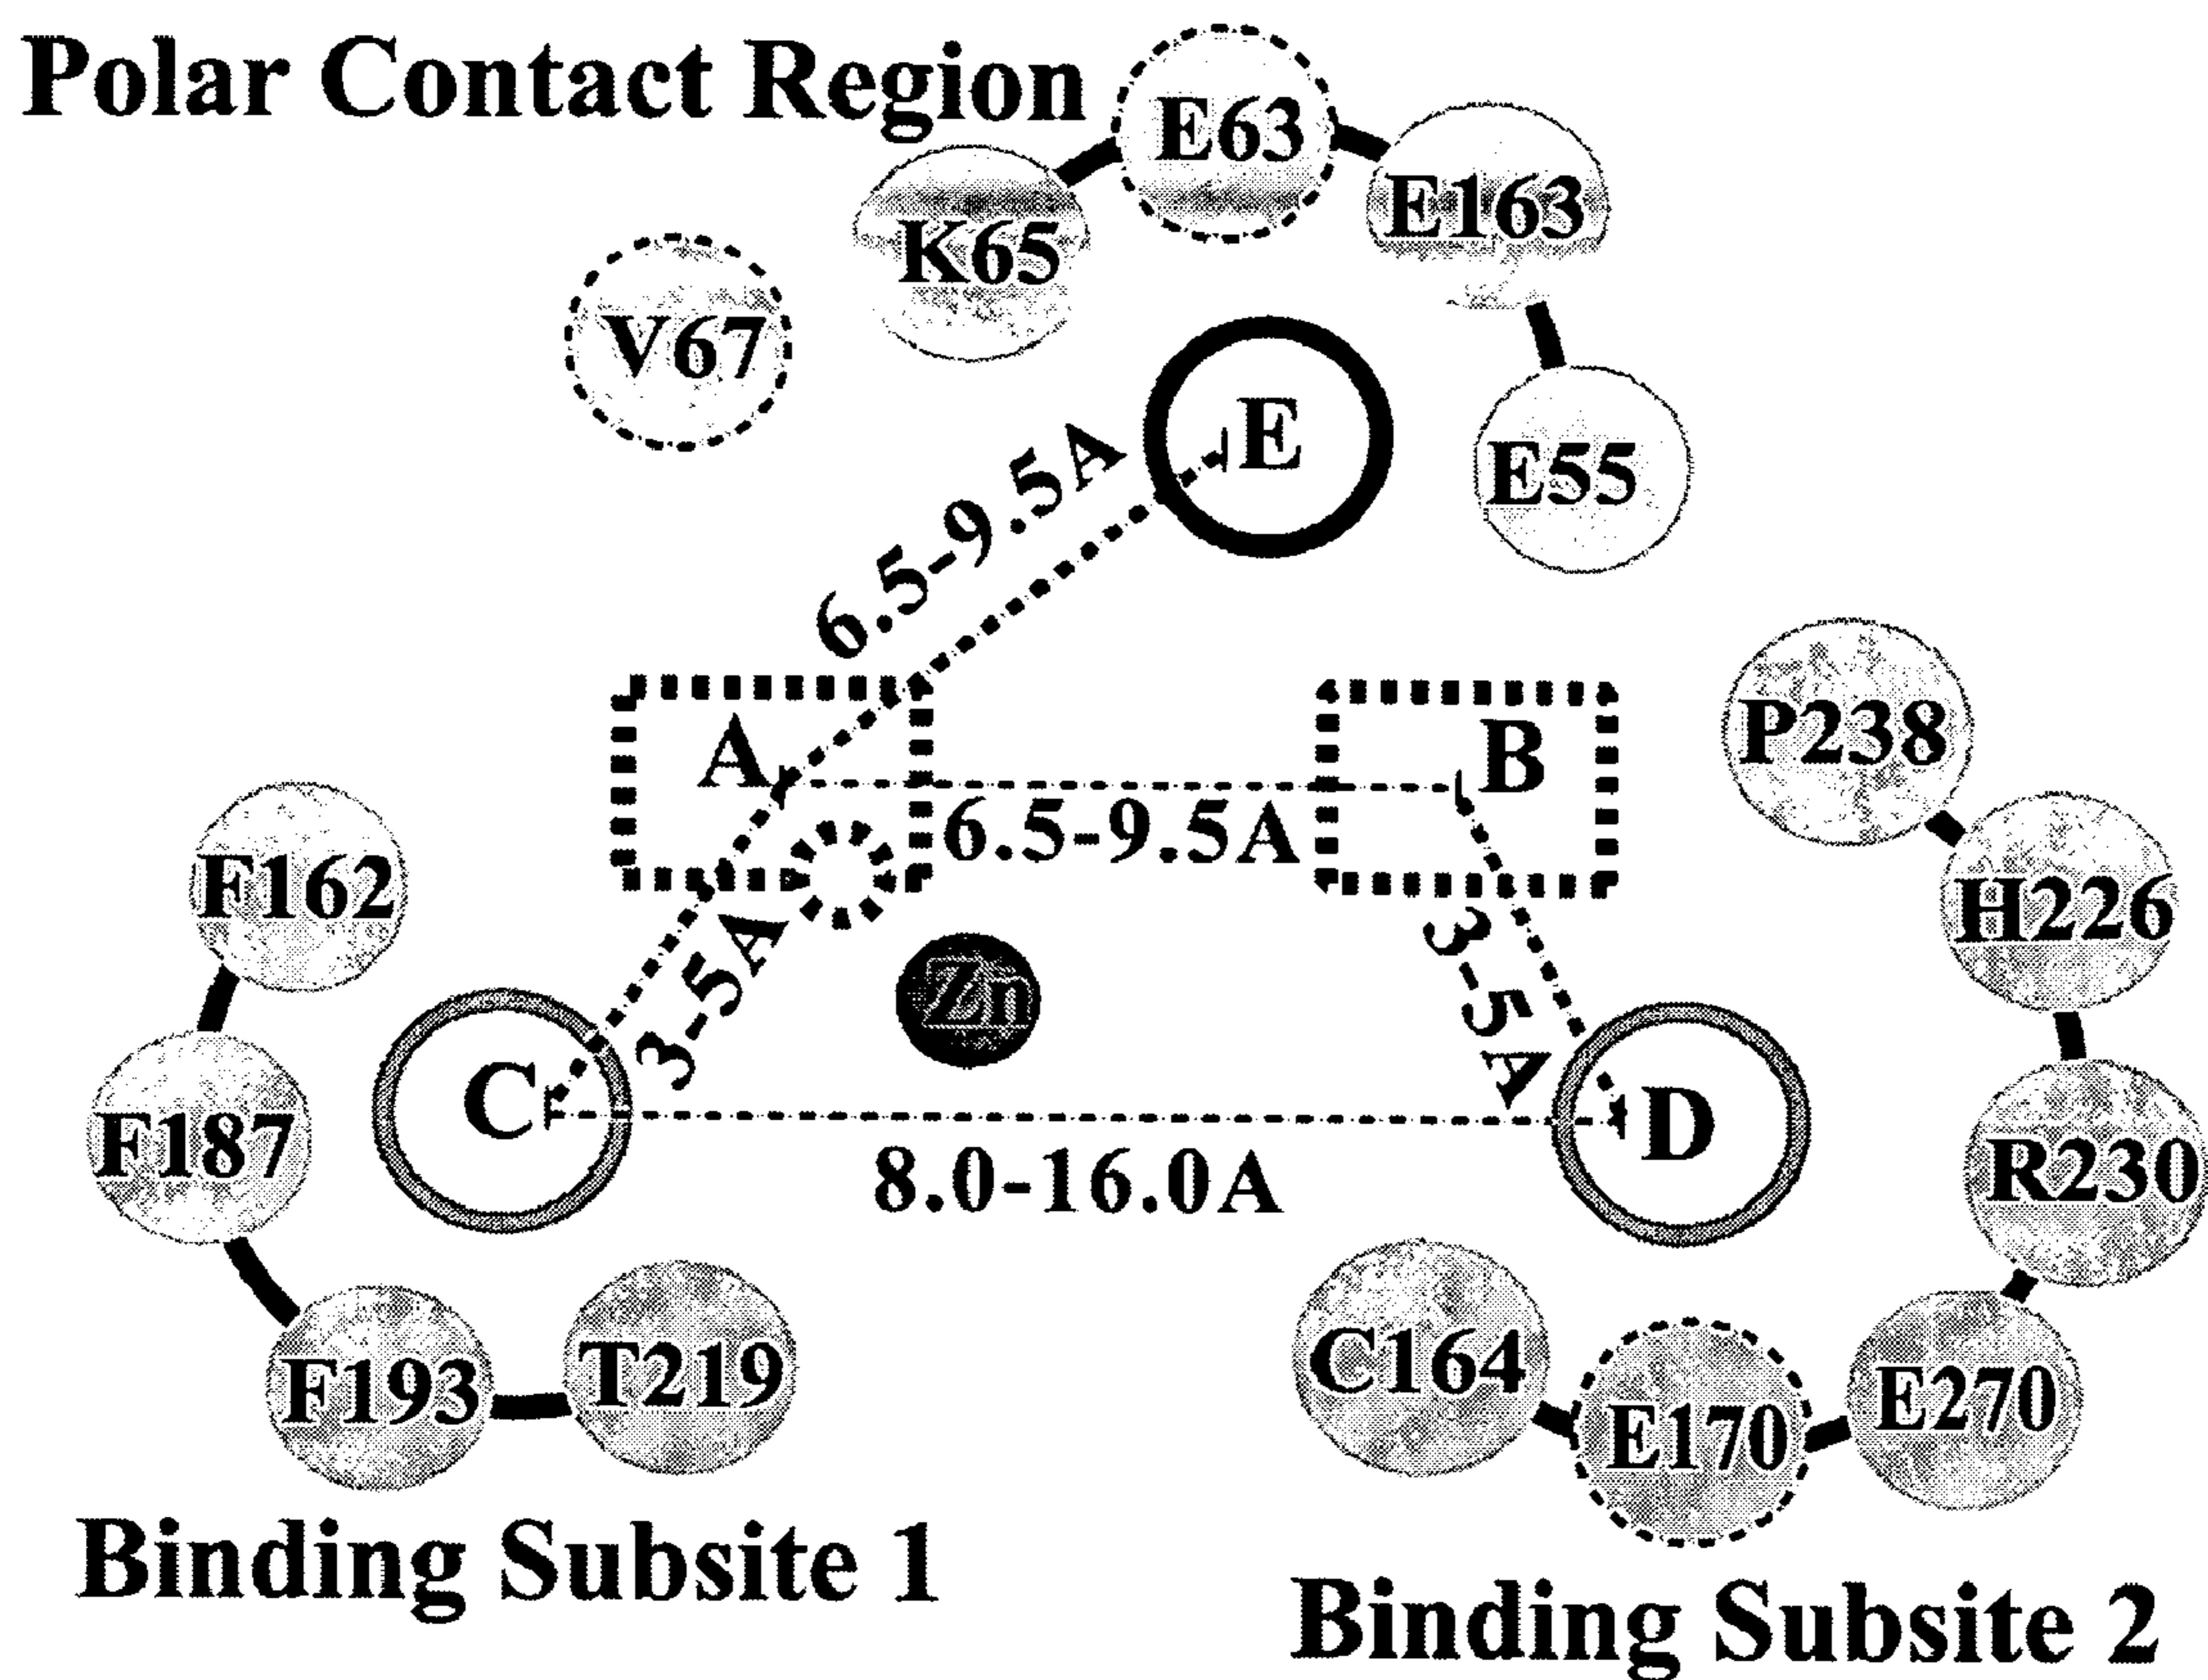 Polar Contact Region
E63
E163
K65
V67
E
E55
6.5-9.5A
A
B
P238
6.5-9.5A
F162
H226
3-5A
3-5A
Zn
C
D
F187
R230
8.0-16.0A
F193
T219
C164
E170
E270
Binding Subsite 1
Binding Subsite 2